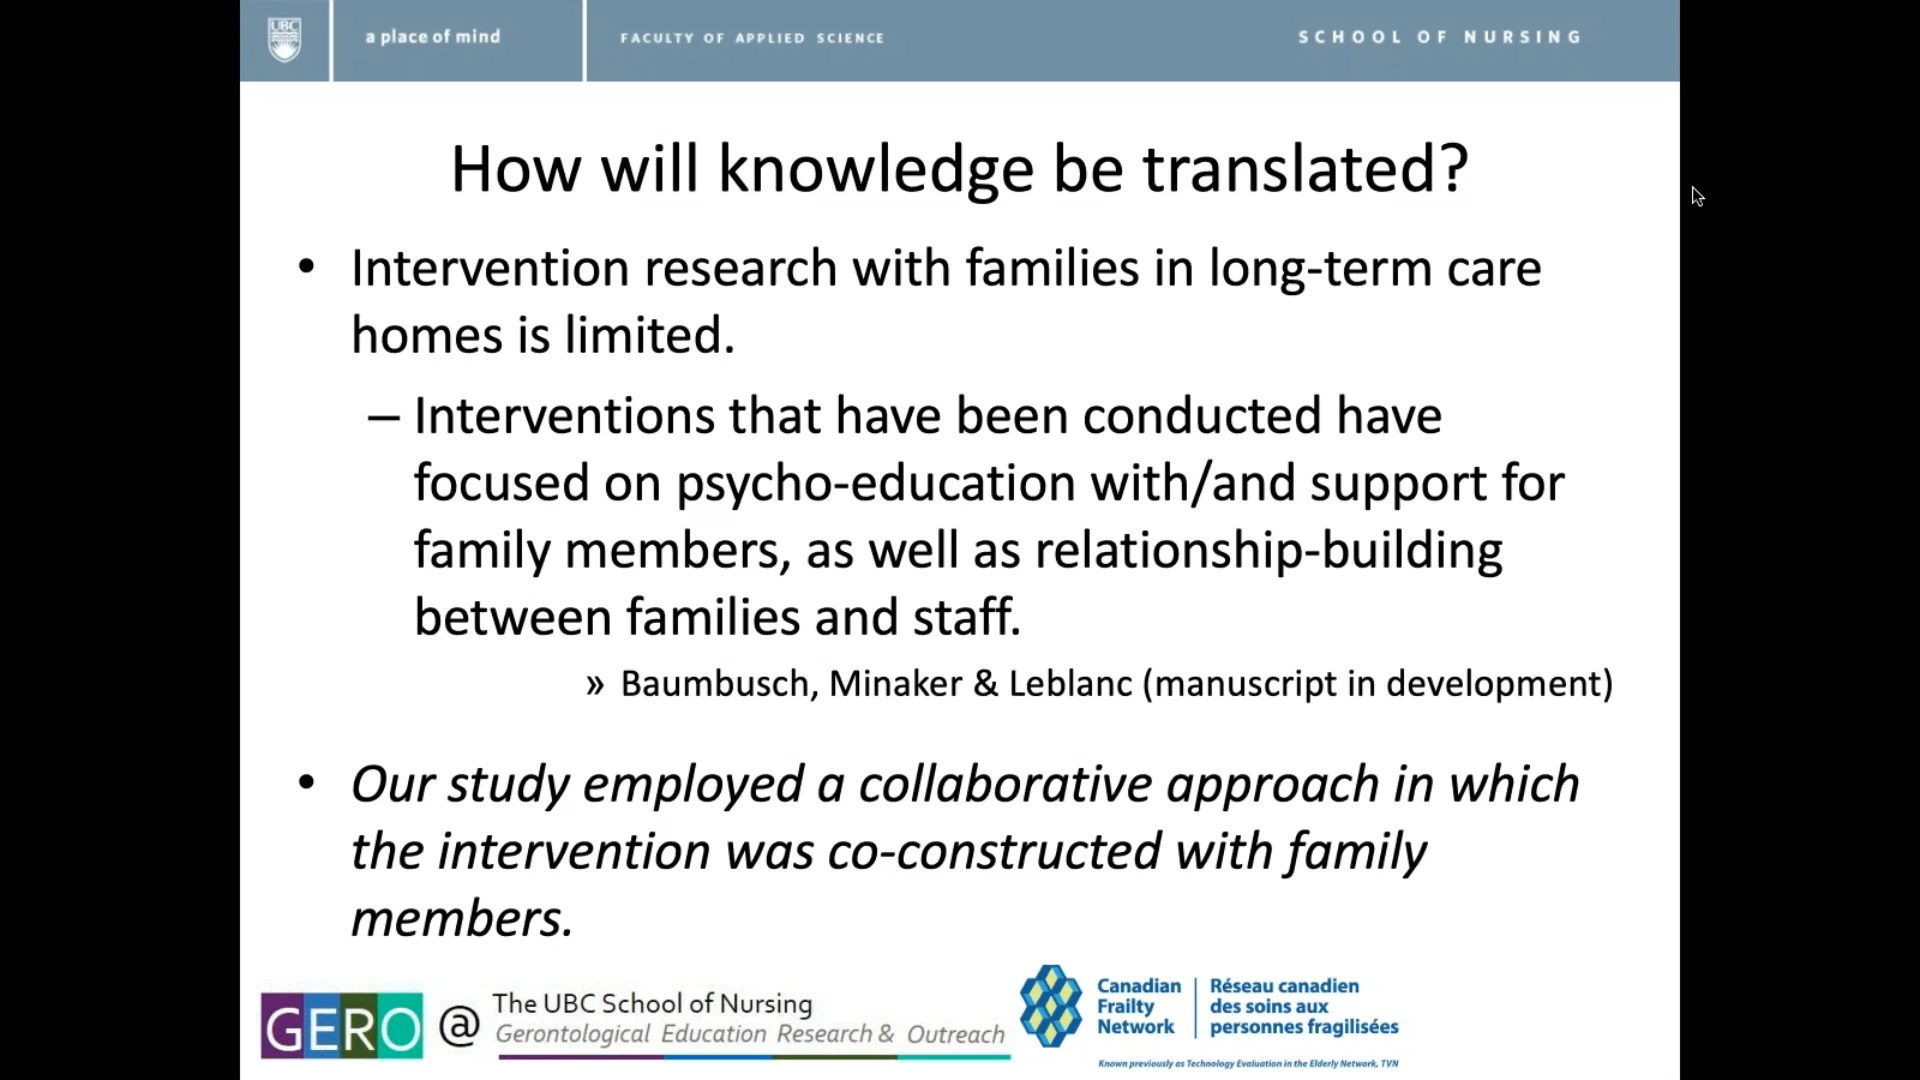 UBC
a place of mind
FACULTY OF APPLIED SCIENCE
SCHOOL OF NURSING
How will knowledge be translated?
• Intervention research with families in long-term care
homes is limited.
– Interventions that have been conducted have
focused on psycho-education with/and support for
family members, as well as relationship-building
between families and staff.
» Baumbusch, Minaker & Leblanc (manuscript in development)
• Our study employed a collaborative approach in which
the intervention was co-constructed with family
members.
GERO @
The UBC School of Nursing
Gerontological Education Research & Outreach
Canadian
Frailty
Network
Réseau canadien
des soins aux
personnes fragilisées
Known previously as Technology Evaluation in the Elderly Network, TVN